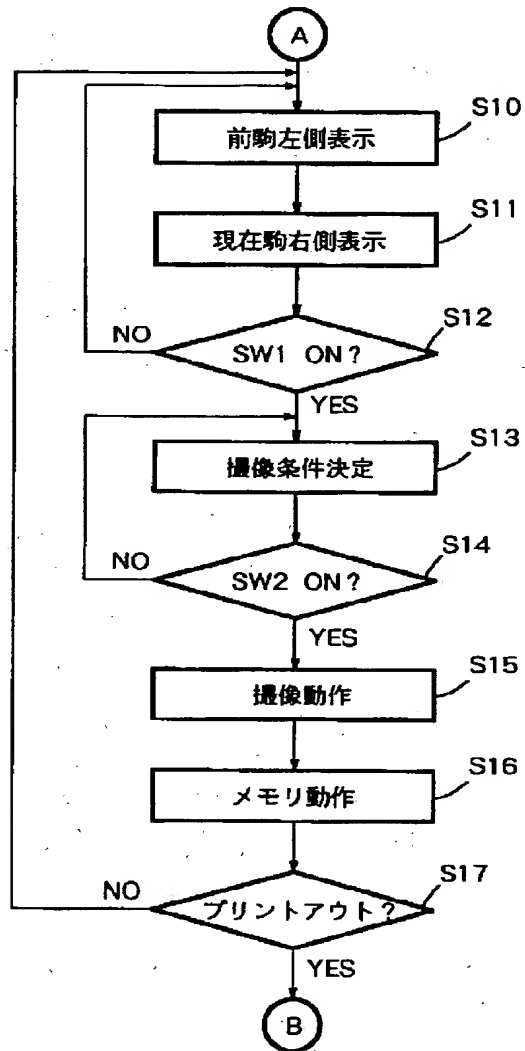 A
S10
前駒左側表示
S11
現在駒右側表示
S12
NO
SW1 ON?
YES
S13
撮像条件決定
S14
NO
SW2 ON?
YES
S15
撮像動作
S16
メモリ動作
S17
NO
プリントアウト?
YES
B